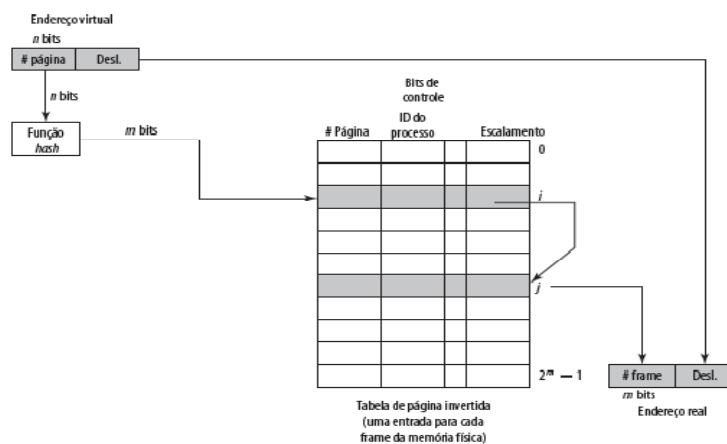 Endereço virtual
n bits
# página Desl.
n bits
Função
hash
m bits
Bits de
controle
# Página
ID do
processo
Escalamento
0
i
j
2^m — 1
# frame Desl.
m bits
Endereço real
Tabela de página invertida
(uma entrada para cada
frame da memória física)